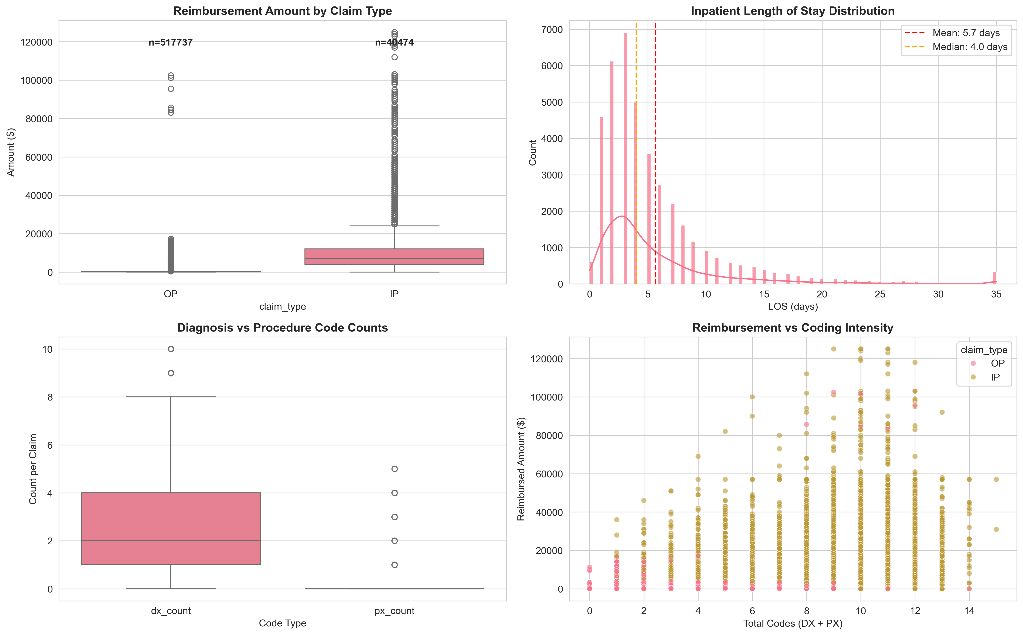 Reimbursement Amount by Claim Type
120000
100000
80000
60000
40000
20000
0
Amount ($)
n=517737
n=40474
OP
IP
claim_type
Inpatient Length of Stay Distribution
7000
6000
5000
4000
3000
2000
1000
0
Count
Mean: 5.7 days
Median: 4.0 days
0 5 10 15 20 25 30 35
LOS (days)
Diagnosis vs Procedure Code Counts
10
8
6
4
2
0
Count per Claim
dx_count
px_count
Code Type
Reimbursement vs Coding Intensity
120000
100000
80000
60000
40000
20000
0
Reimbursed Amount ($)
claim_type
OP
IP
0 2 4 6 8 10 12 14
Total Codes (DX + PX)